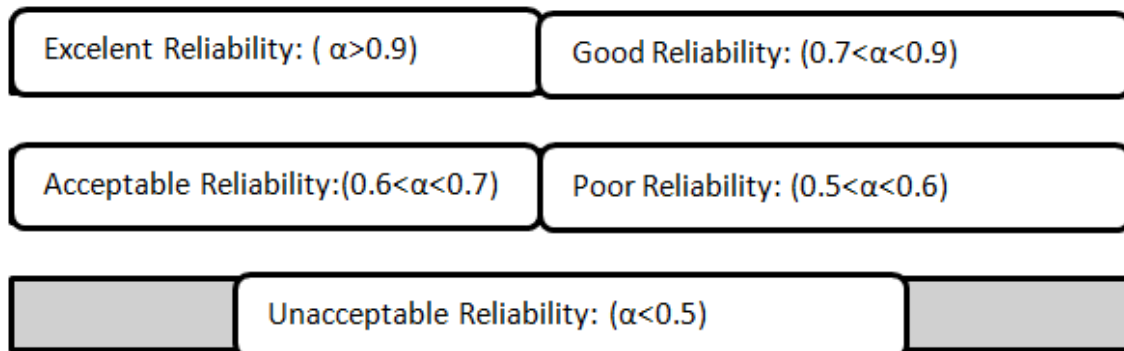 Excelent Reliability: ( α>0.9)
Good Reliability: (0.7<α<0.9)
Acceptable Reliability:(0.6<α<0.7)
Poor Reliability: (0.5<α<0.6)
Unacceptable Reliability: (α<0.5)